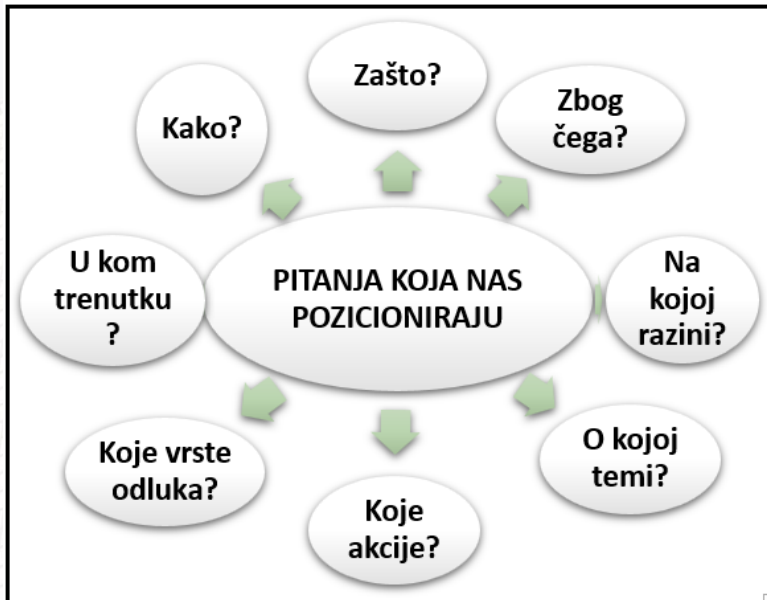 Zašto?
Zbog
čega?
Kako?
U kom
trenutku
?
PITANJA KOJA NAS
POZICIONIRAJU
Na
kojoj
razini?
Koje vrste
odluka?
Koje
akcije?
O kojoj
temi?